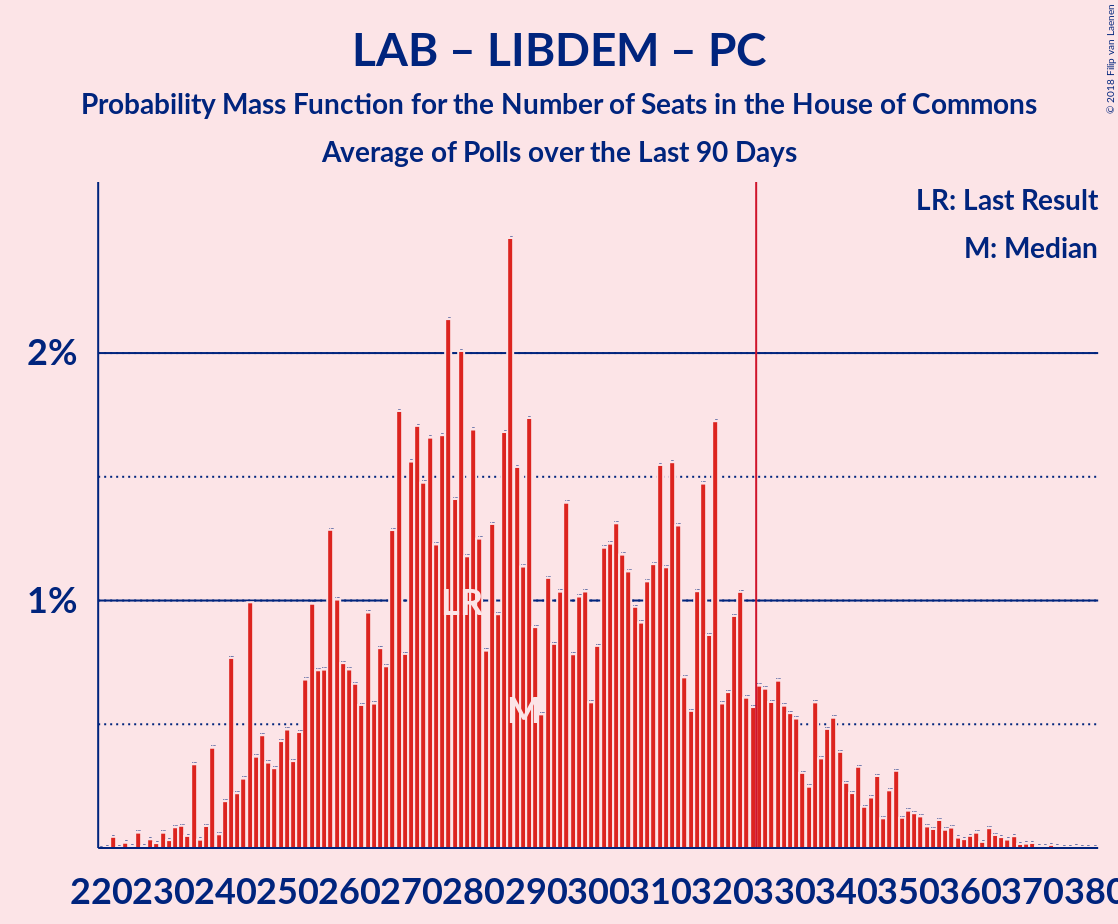 LAB – LIBDEM – PC
Probability Mass Function for the Number of Seats in the House of Commons
Average of Polls over the Last 90 Days
© 2018 Filip van Laenen
LR: Last Result
M: Median
2%
1%
LR
M
220 230 240 250 260 270 280 290 300 310 320 330 340 350 360 370 380